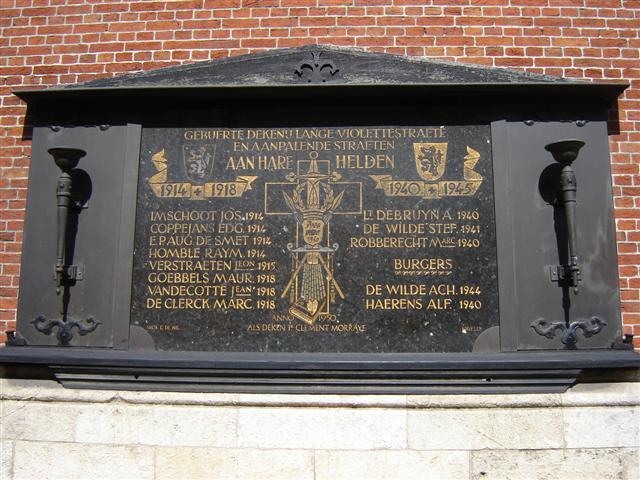 GEBUERTE DEKENIJ LANGE VIOLETTESTRAETE
EN AANPALENDE STRAETEN
AAN HARE HELDEN
1914 1918
1940 1945
IMSCHOOT JOS. 1914
COPPEJANS EDG. 1914
E.P. AUG. DE SMET 1914
HOMBLE RAYM. 1914
VERSTRAETEN LEON 1915
GOEBBELS MAUR. 1918
VANDECOTTE JEAN 1918
DE CLERCK MARC. 1918
LT DEBRUYN A. 1940
DE WILDE STEF. 1941
ROBBERECHT MARC. 1940
BURGERS
DE WILDE ACH. 1944
HAERENS ALF. 1940
ANNO 1950
ALS DEKEN Pr CLEMENT MORRAYE